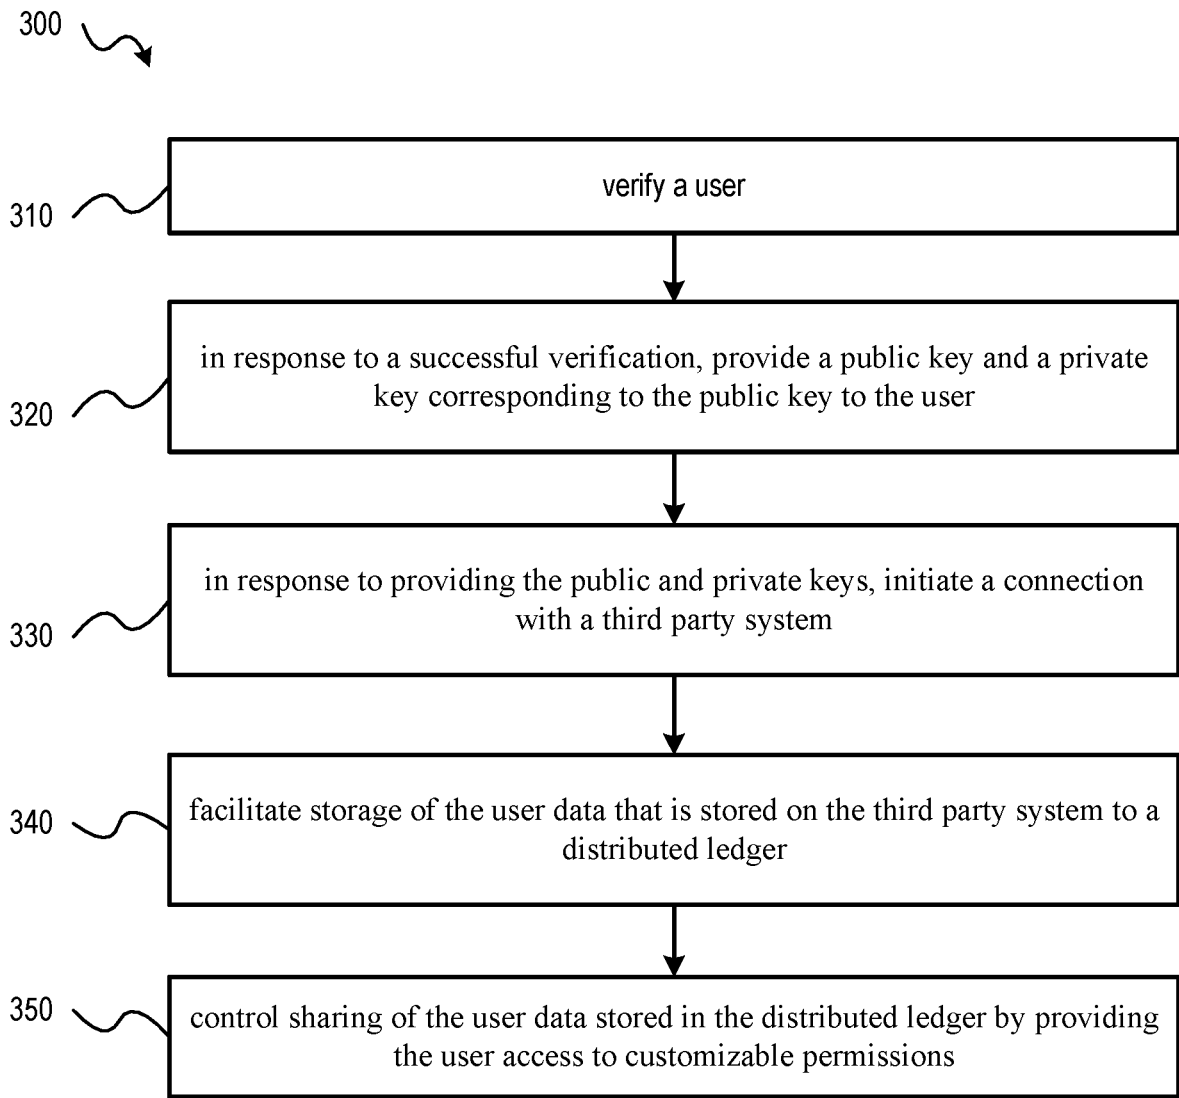 300
310
verify a user
320
in response to a successful verification, provide a public key and a private
key corresponding to the public key to the user
330
in response to providing the public and private keys, initiate a connection
with a third party system
340
facilitate storage of the user data that is stored on the third party system to a
distributed ledger
350
control sharing of the user data stored in the distributed ledger by providing
the user access to customizable permissions